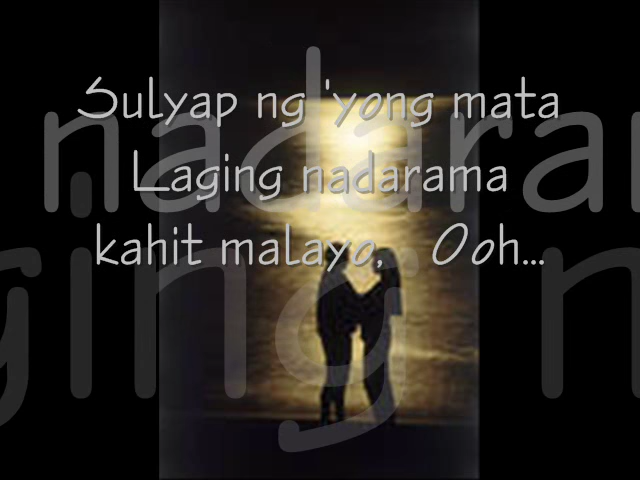 Sulyap ng 'yong mata
Laging nadarama
kahit malayo, Ooh...